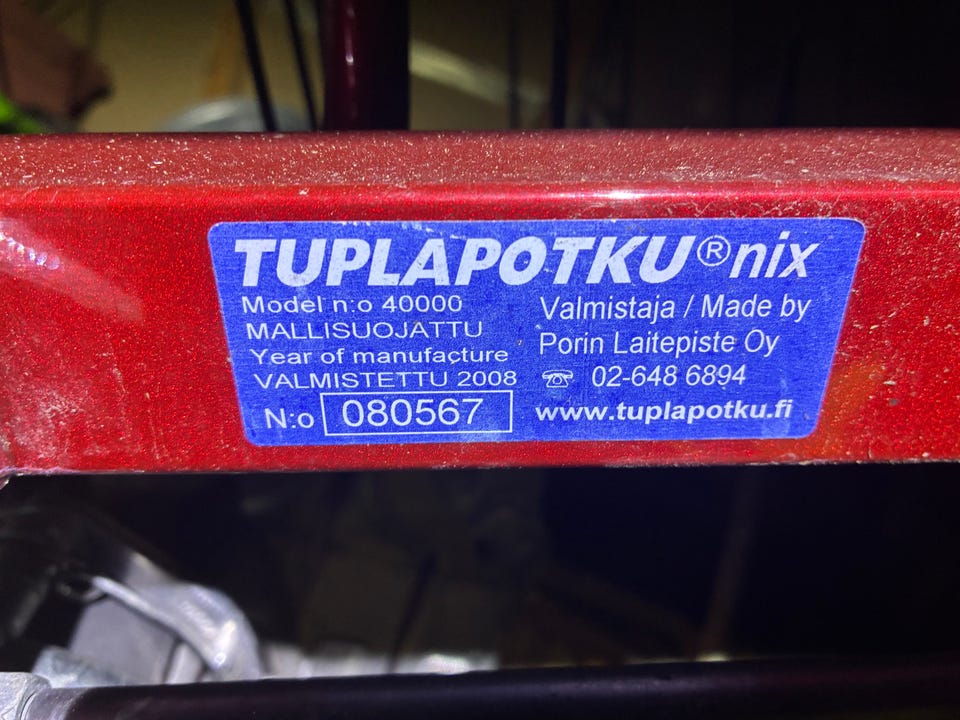 TUPLAPOTKU®nix
Model n:o 40000
MALLISUOJATTU
Year of manufacture
VALMISTETTU 2008
N:o 080567
Valmistaja / Made by
Porin Laitepiste Oy
☎ 02-648 6894
www.tuplapotku.fi